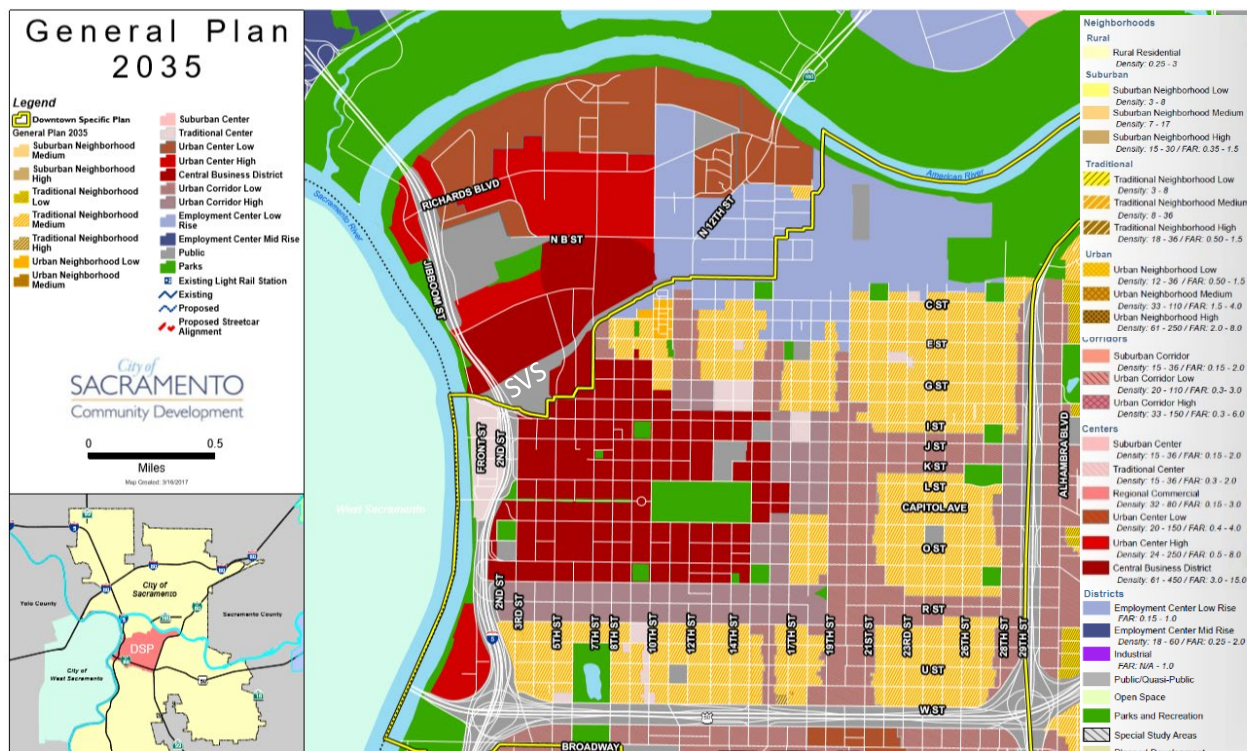 General Plan
2035
Legend
Downtown Specific Plan
General Plan 2035
Suburban Neighborhood
Medium
Suburban Neighborhood
High
Traditional Neighborhood
Low
Traditional Neighborhood
Medium
Traditional Neighborhood
High
Urban Neighborhood Low
Urban Neighborhood
Medium
Suburban Center
Traditional Center
Urban Center Low
Urban Center High
Central Business District
Urban Corridor Low
Urban Corridor High
Employment Center Low
Rise
Employment Center Mid Rise
Public
Parks
Existing Light Rail Station
Existing
Proposed
Proposed Streetcar
Alignment
City of
SACRAMENTO
Community Development
0 0.5
Miles
Map Created: 3/16/2017
City of
Sacramento
Yolo County
Sacramento County
DSP
City of
West Sacramento
Sacramento River
American River
West Sacramento
RICHARDS BLVD
N 12TH ST
N B ST
JIBBOOM ST
SVS
C ST
E ST
G ST
I ST
J ST
K ST
L ST
CAPITOL AVE
O ST
R ST
U ST
W ST
BROADWAY
ALHAMBRA BLVD
FRONT ST
2ND ST
2ND ST
3RD ST
5TH ST
7TH ST
8TH ST
10TH ST
12TH ST
14TH ST
17TH ST
19TH ST
21ST ST
23RD ST
26TH ST
28TH ST
29TH ST
Neighborhoods
Rural
Rural Residential
Density: 0.25 - 3
Suburban
Suburban Neighborhood Low
Density: 3 - 8
Suburban Neighborhood Medium
Density: 7 - 17
Suburban Neighborhood High
Density: 15 - 30 / FAR: 0.35 - 1.5
Traditional
Traditional Neighborhood Low
Density: 3 - 8
Traditional Neighborhood Medium
Density: 8 - 36
Traditional Neighborhood High
Density: 18 - 36 / FAR: 0.50 - 1.5
Urban
Urban Neighborhood Low
Density: 12 - 36 / FAR: 0.50 - 1.5
Urban Neighborhood Medium
Density: 33 - 110 / FAR: 1.5 - 4.0
Urban Neighborhood High
Density: 61 - 250 / FAR: 2.0 - 8.0
Corridors
Suburban Corridor
Density: 15 - 36 / FAR: 0.15 - 2.0
Urban Corridor Low
Density: 20 - 110 / FAR: 0.3- 3.0
Urban Corridor High
Density: 33 - 150 / FAR: 0.3 - 6.0
Centers
Suburban Center
Density: 15 - 36 / FAR: 0.15 - 2.0
Traditional Center
Density: 15 - 36 / FAR: 0.3 - 2.0
Regional Commercial
Density: 32 - 80 / FAR: 0.15 - 3.0
Urban Center Low
Density: 20 - 150 / FAR: 0.4 - 4.0
Urban Center High
Density: 24 - 250 / FAR: 0.5 - 8.0
Central Business District
Density: 61 - 450 / FAR: 3.0 - 15.0
Districts
Employment Center Low Rise
FAR: 0.15 - 1.0
Employment Center Mid Rise
Density: 18 - 60 / FAR: 0.25 - 2.0
Industrial
FAR: N/A - 1.0
Public/Quasi-Public
Open Space
Parks and Recreation
Special Study Areas